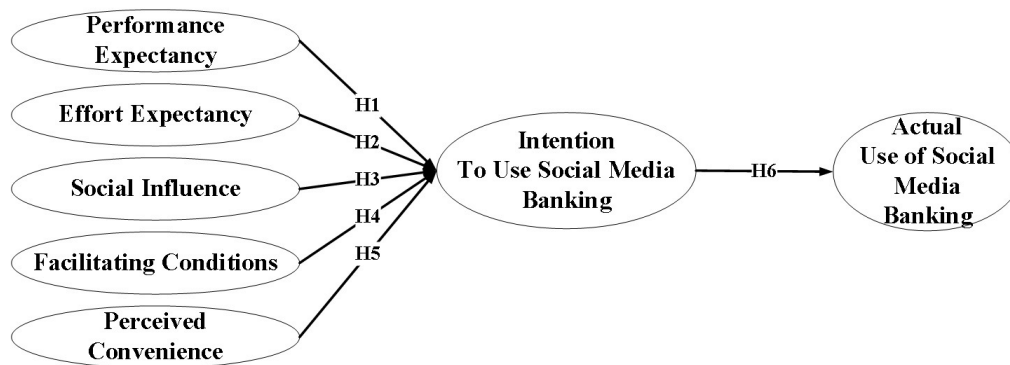 Performance
Expectancy
H1
Effort Expectancy
H2
Social Influence
H3
Facilitating Conditions
H4
Perceived
Convenience
H5
Intention
To Use Social Media
Banking
H6
Actual
Use of Social
Media
Banking